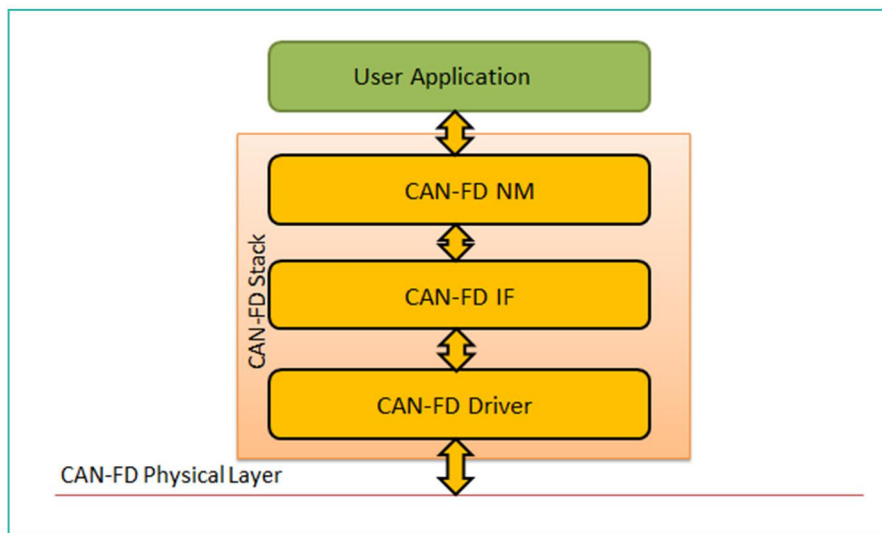 User Application
CAN-FD NM
CAN-FD Stack
CAN-FD IF
CAN-FD Driver
CAN-FD Physical Layer